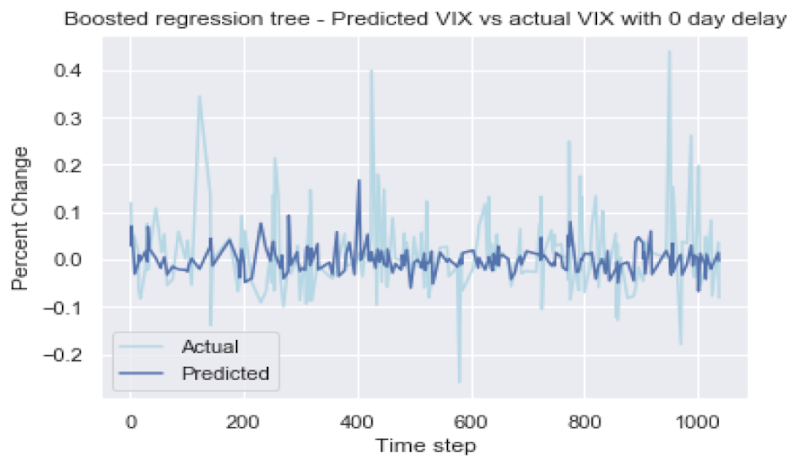 Boosted regression tree - Predicted VIX vs actual VIX with 0 day delay
Percent Change
0.4
0.3
0.2
0.1
0.0
−0.1
−0.2
Actual
Predicted
0
200
400
600
800
1000
Time step